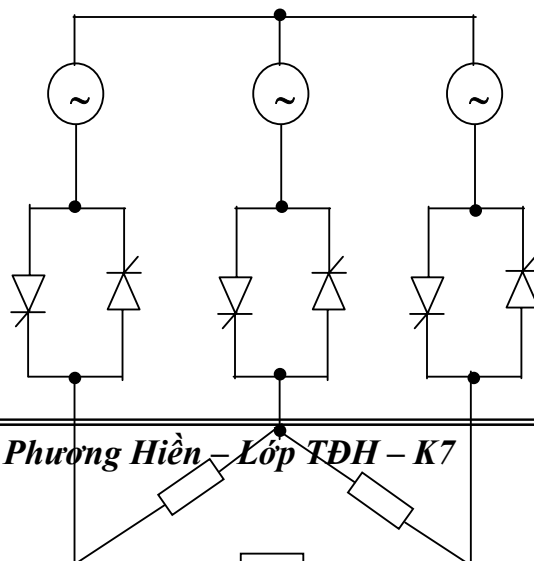 ~ ~ ~
Phương Hiền – Lớp TĐH – K7